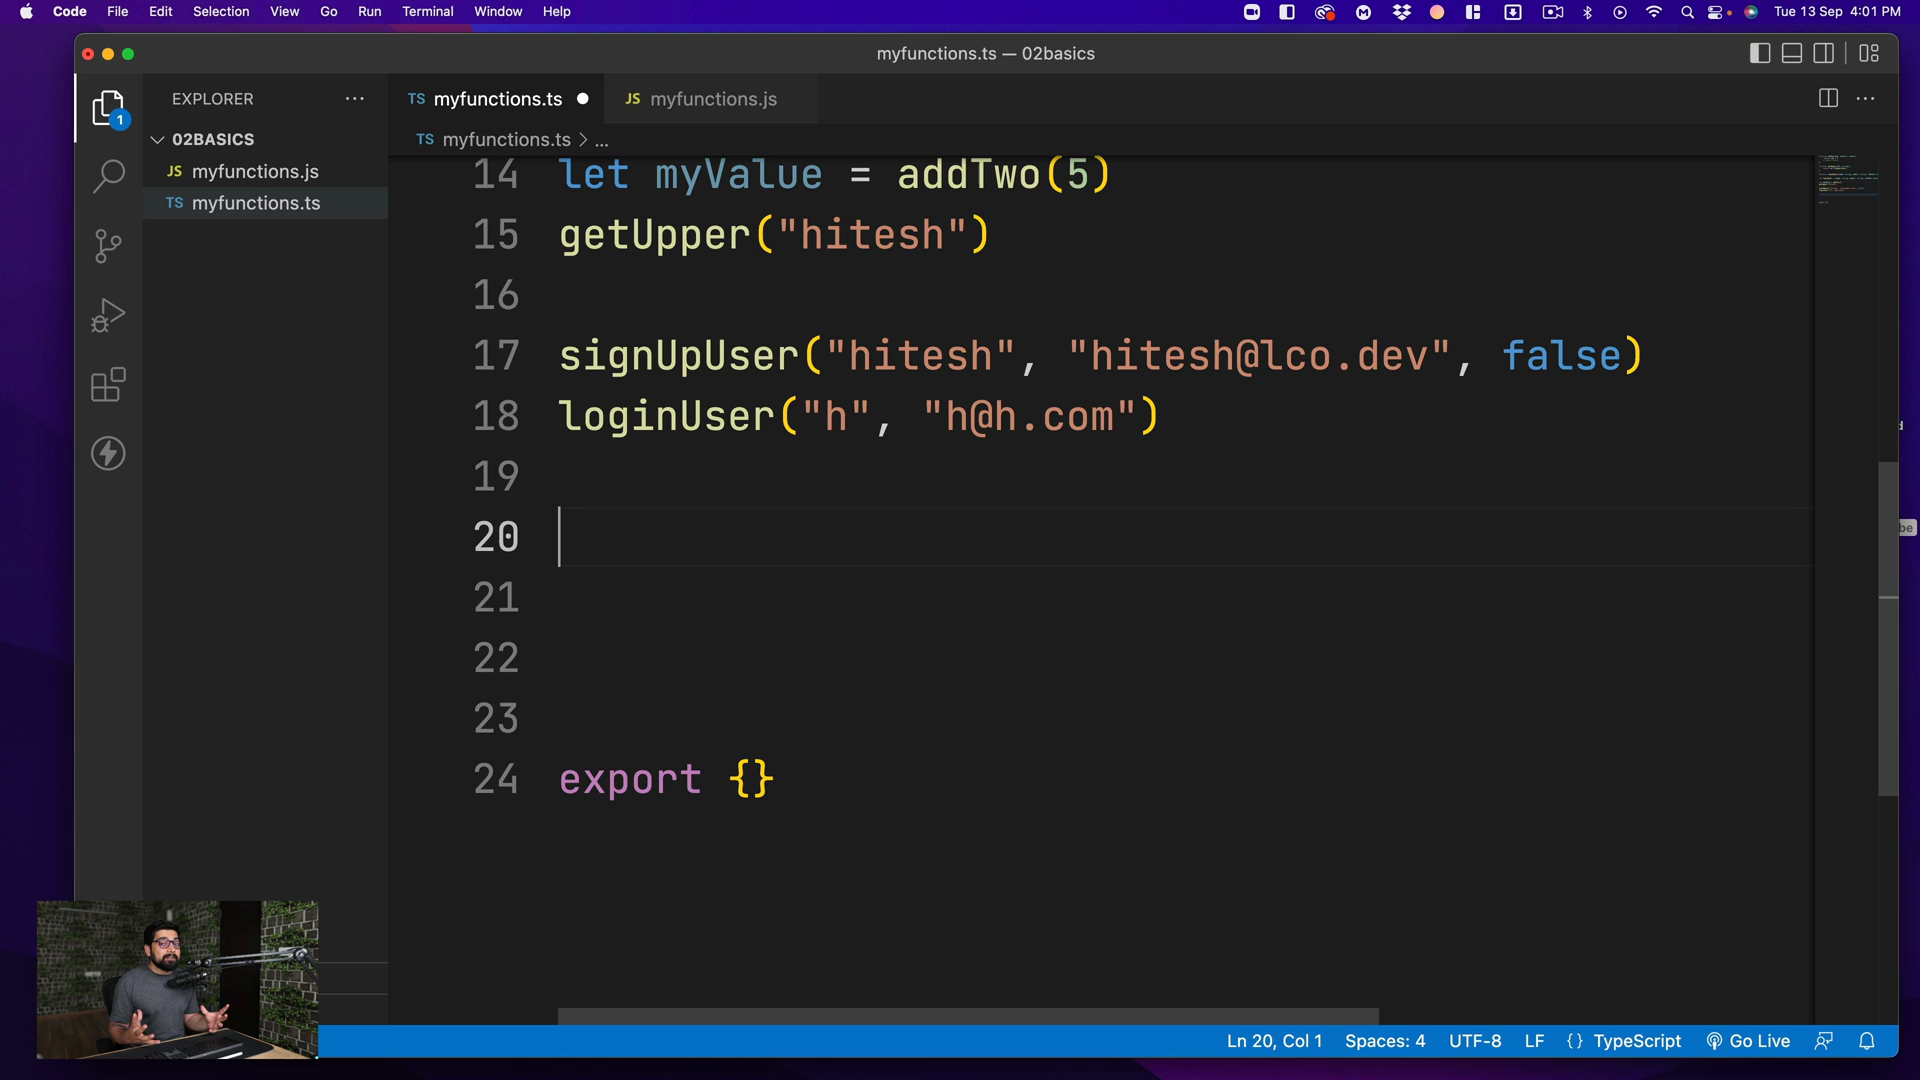 Code File Edit Selection View Go Run Terminal Window Help
Tue 13 Sep 4:01 PM
myfunctions.ts — 02basics
EXPLORER
TS myfunctions.ts
JS myfunctions.js
1
02BASICS
TS myfunctions.ts > ...
JS myfunctions.js
TS myfunctions.ts
14 let myValue = addTwo(5)
15 getUpper("hitesh")
16
17 signUpUser("hitesh", "hitesh@lco.dev", false)
18 loginUser("h", "h@h.com")
19
20
21
22
23
24 export {}
be
Ln 20, Col 1 Spaces: 4 UTF-8 LF {} TypeScript Go Live